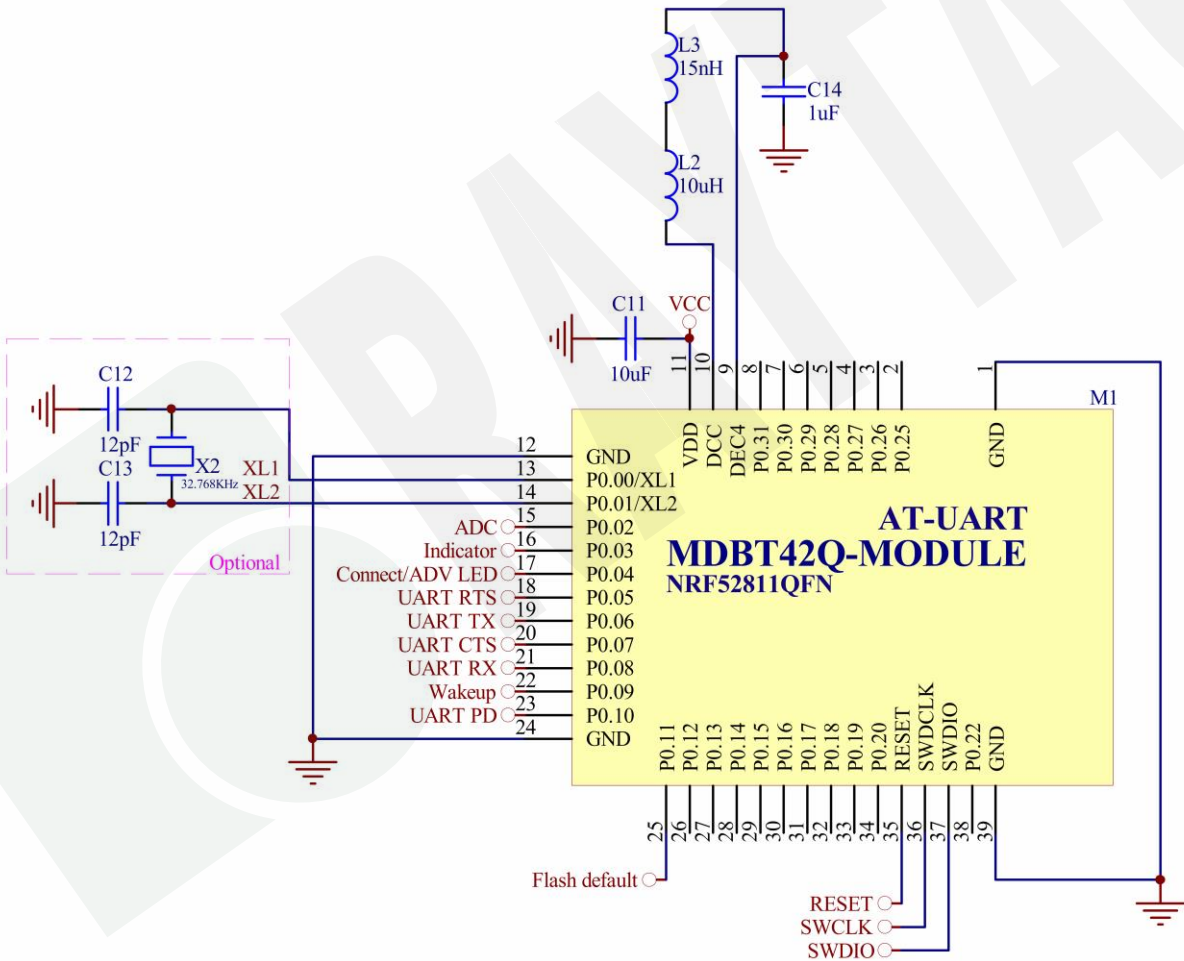 L3
15nH
C14
1uF
L2
10uH
C11
10uF
VCC
11
10
9
8
7
6
5
4
3
2
1
M1
C12
12pF
C13
12pF
X2
32.768KHz
XL1
XL2
Optional
VDD
DCC
DEC4
P0.31
P0.30
P0.29
P0.28
P0.27
P0.26
P0.25
GND
12 GND
13 P0.00/XL1
14 P0.01/XL2
ADC 15 P0.02
Indicator 16 P0.03
Connect/ADV LED 17 P0.04
UART RTS 18 P0.05
UART TX 19 P0.06
UART CTS 20 P0.07
UART RX 21 P0.08
Wakeup 22 P0.09
UART PD 23 P0.10
24 GND
AT-UART
MDBT42Q-MODULE
NRF52811QFN
P0.11
P0.12
P0.13
P0.14
P0.15
P0.16
P0.17
P0.18
P0.19
P0.20
RESET
SWDCLK
SWDIO
P0.22
GND
25
26
27
28
29
30
31
32
33
34
35
36
37
38
39
Flash default
RESET
SWCLK
SWDIO